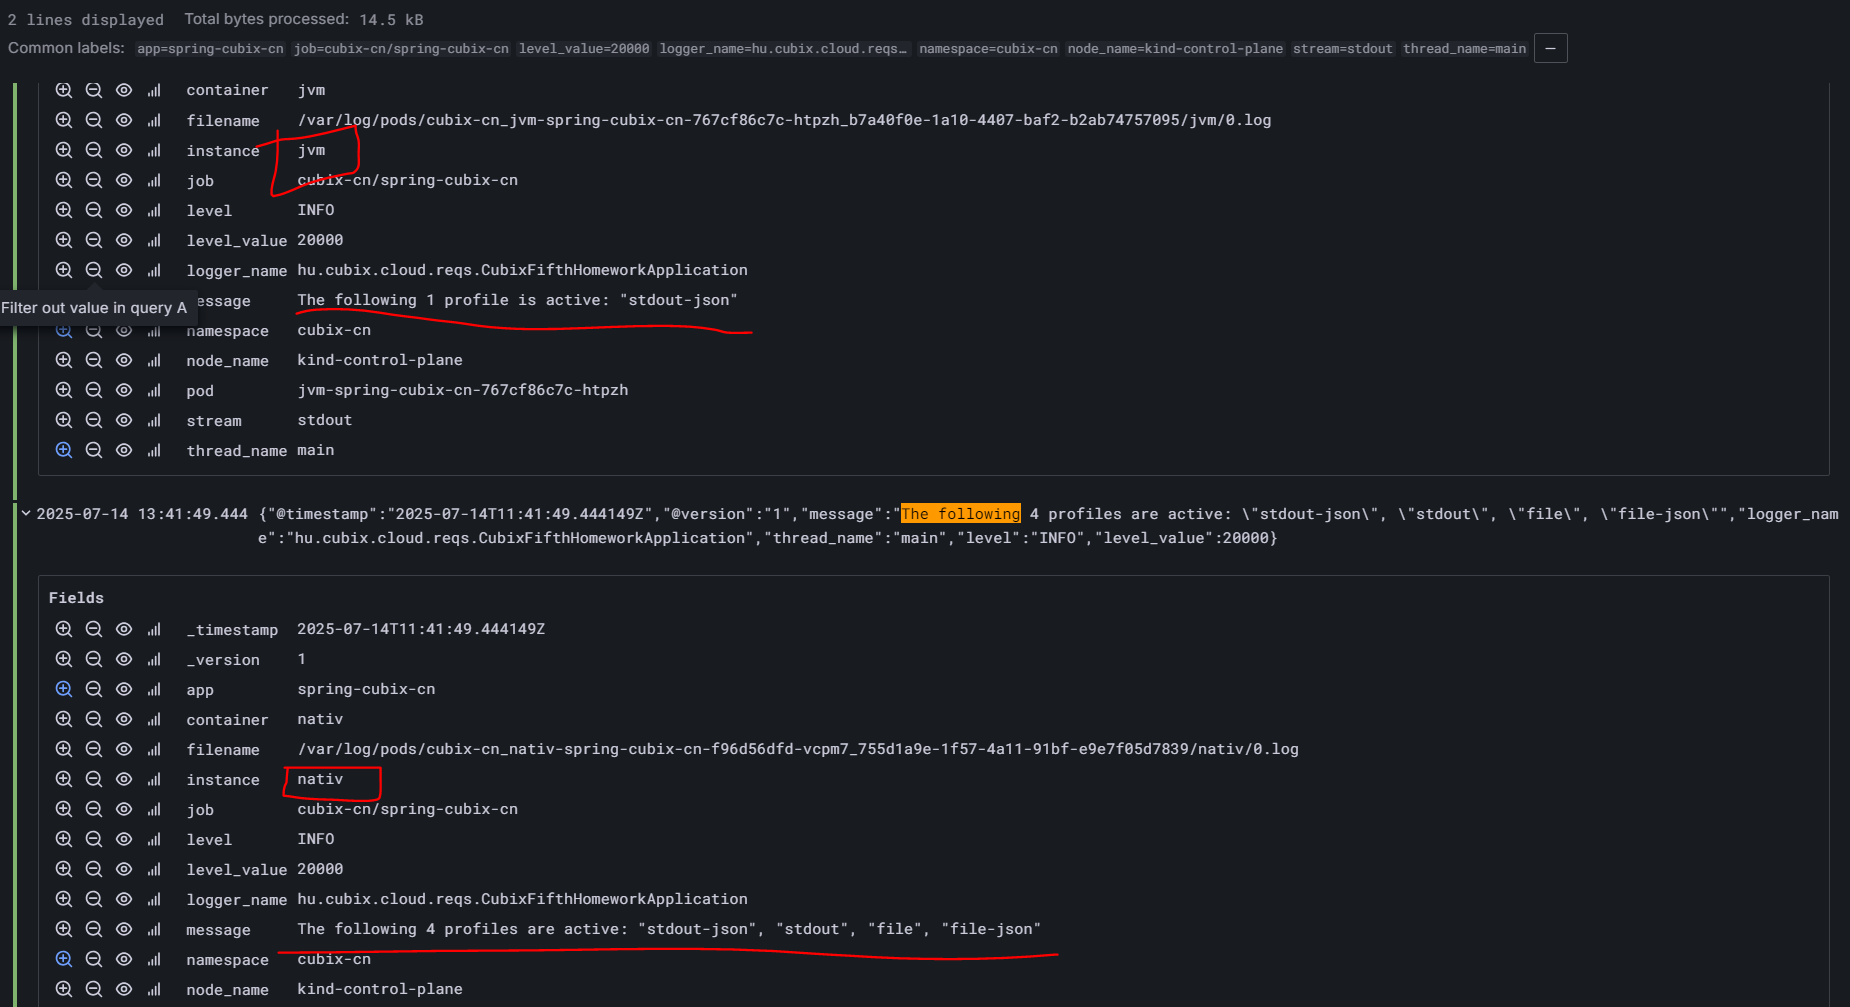 2 lines displayed Total bytes processed: 14.5 kB
Common labels: app=spring-cubix-cn job=cubix-cn/spring-cubix-cn level_value=20000 logger_name=hu.cubix.cloud.reqs… namespace=cubix-cn node_name=kind-control-plane stream=stdout thread_name=main
container jvm
filename /var/log/pods/cubix-cn_jvm-spring-cubix-cn-767cf86c7c-htpzh_b7a40f0e-1a10-4407-baf2-b2ab74757095/jvm/0.log
instance jvm
job cubix-cn/spring-cubix-cn
level INFO
level_value 20000
logger_name hu.cubix.cloud.reqs.CubixFifthHomeworkApplication
Filter out value in query A
essage The following 1 profile is active: "stdout-json"
namespace cubix-cn
node_name kind-control-plane
pod jvm-spring-cubix-cn-767cf86c7c-htpzh
stream stdout
thread_name main
2025-07-14 13:41:49.444 {"@timestamp":"2025-07-14T11:41:49.444149Z","@version":"1","message":"The following 4 profiles are active: \"stdout-json\", \"stdout\", \"file\", \"file-json\"","logger_nam
e":"hu.cubix.cloud.reqs.CubixFifthHomeworkApplication","thread_name":"main","level":"INFO","level_value":20000}
Fields
_timestamp 2025-07-14T11:41:49.444149Z
_version 1
app spring-cubix-cn
container nativ
filename /var/log/pods/cubix-cn_nativ-spring-cubix-cn-f96d56dfd-vcpm7_755d1a9e-1f57-4a11-91bf-e9e7f05d7839/nativ/0.log
instance nativ
job cubix-cn/spring-cubix-cn
level INFO
level_value 20000
logger_name hu.cubix.cloud.reqs.CubixFifthHomeworkApplication
message The following 4 profiles are active: "stdout-json", "stdout", "file", "file-json"
namespace cubix-cn
node_name kind-control-plane